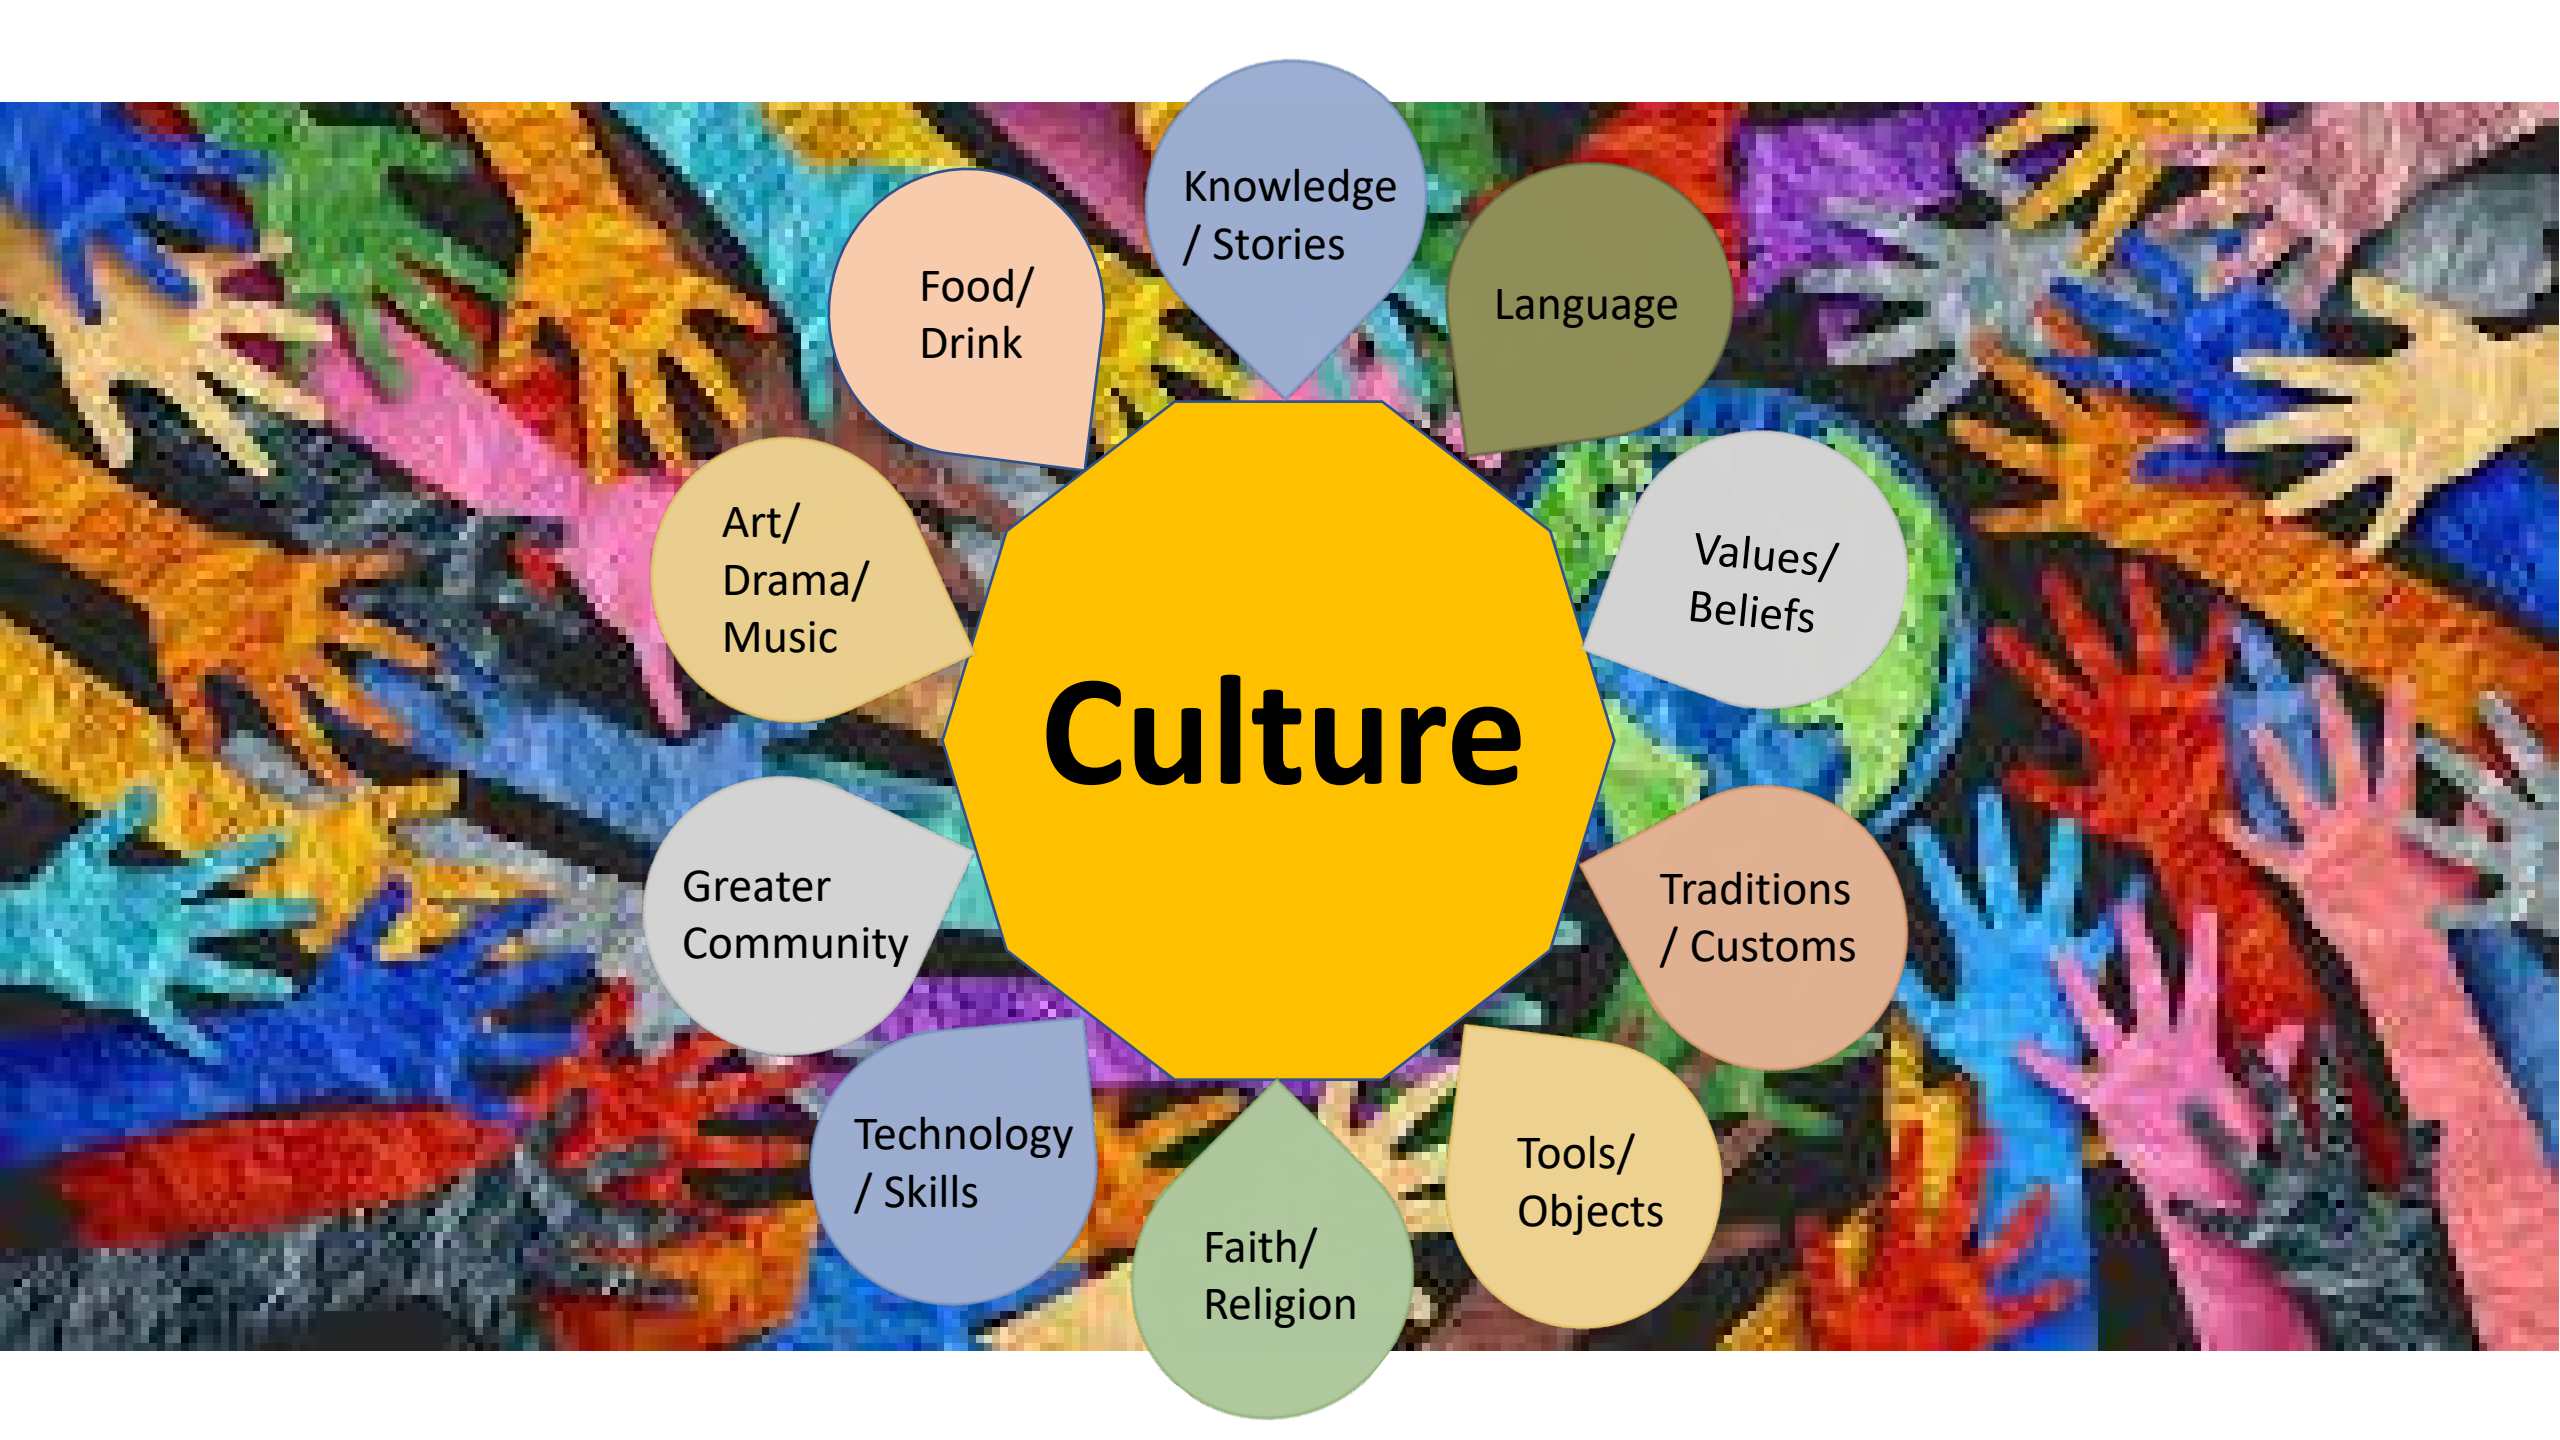 Knowledge
/ Stories
Language
Values/
Beliefs
Traditions
/ Customs
Tools/
Objects
Faith/
Religion
Technology
/ Skills
Greater
Community
Art/
Drama/
Music
Food/
Drink
Culture